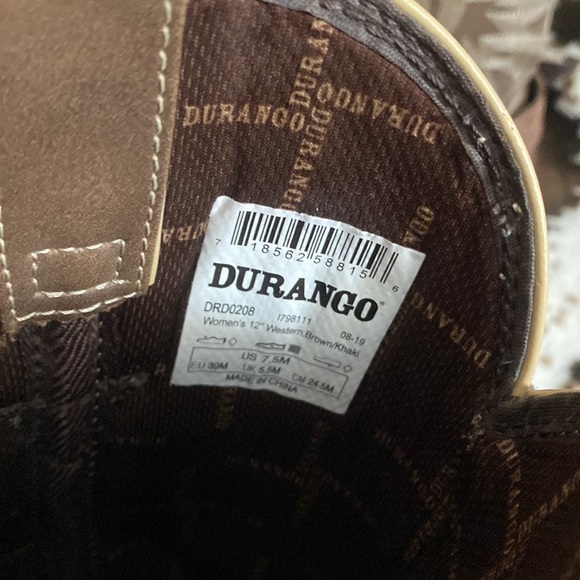 DURANGO
DURANGO
DURANGO
DURANGO
7 18562 58815 6
DURANGO®
DRD0208 I798111 08-19
Women's 12" Western,Brown/Khaki
US 7.5M
EU 39M UK 5.5M CM 24.5M
MADE IN CHINA